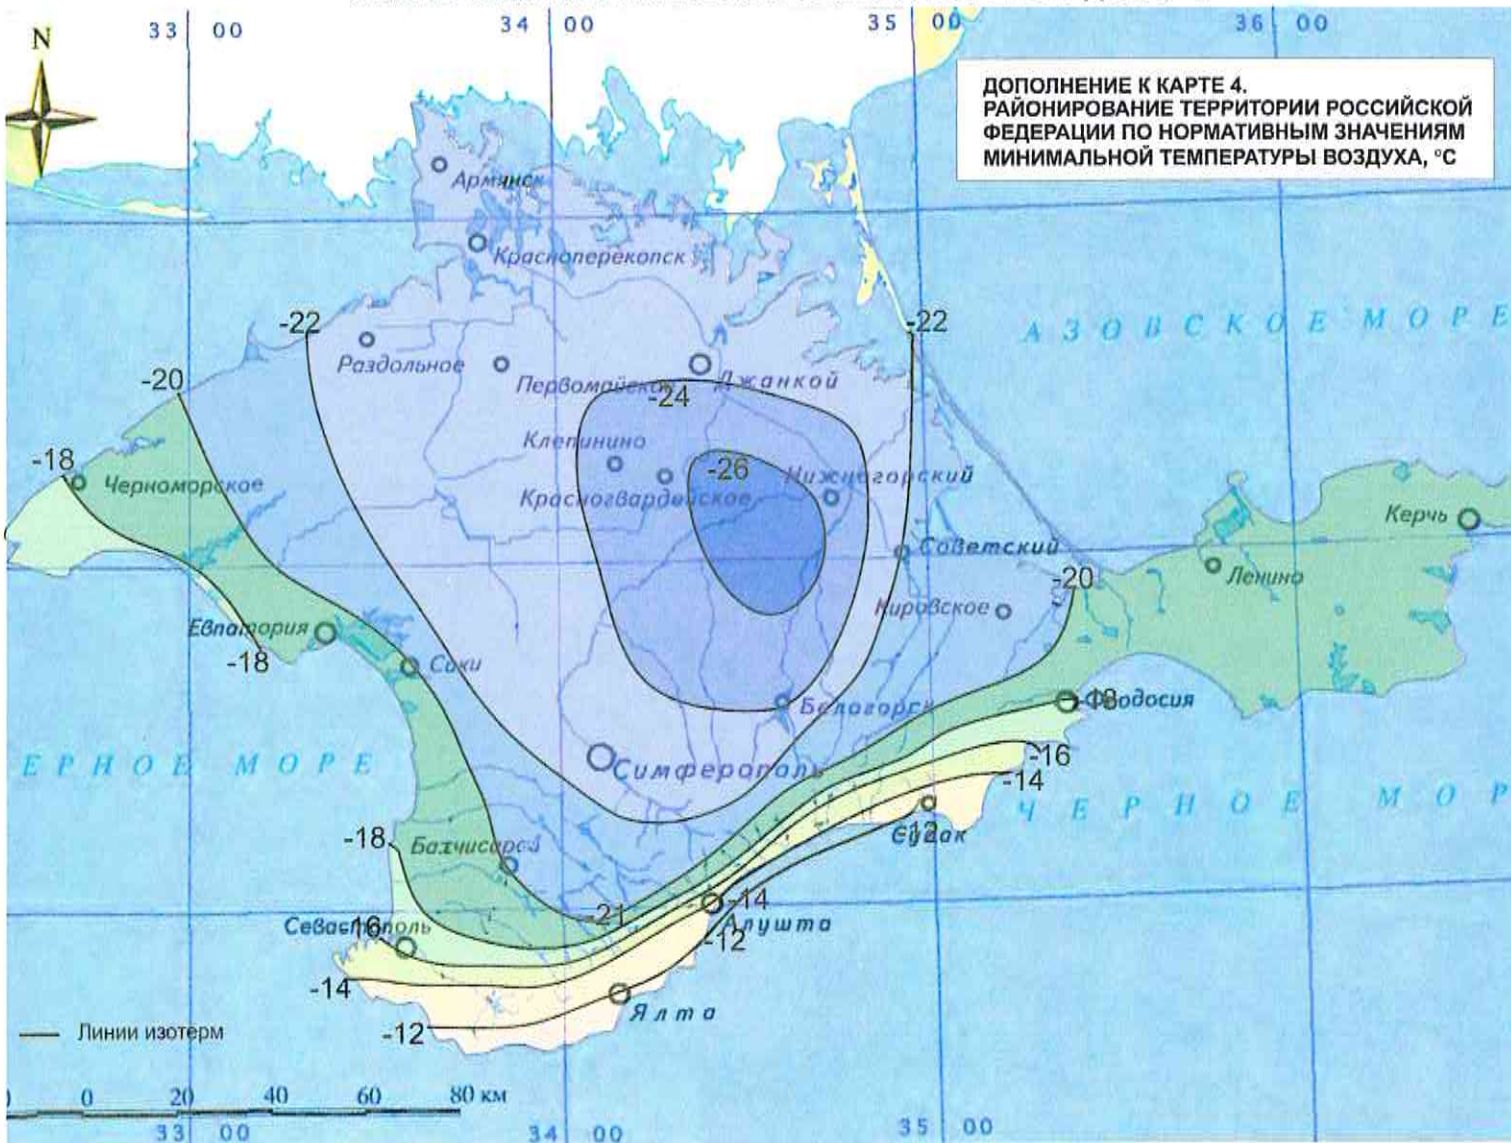 33 00
34 00
35 00
36 00
N
ДОПОЛНЕНИЕ К КАРТЕ 4.
РАЙОНИРОВАНИЕ ТЕРРИТОРИИ РОССИЙСКОЙ
ФЕДЕРАЦИИ ПО НОРМАТИВНЫМ ЗНАЧЕНИЯМ
МИНИМАЛЬНОЙ ТЕМПЕРАТУРЫ ВОЗДУХА, °С
Армянск
Красноперекопск
-22
-22
АЗОВСКОЕ МОРЕ
Раздольное
Первомайское
Джанкой
-20
-24
Клепинино
-18
Черноморское
-26
Нижнегорский
Красногвардейское
Керчь
Советский
Ленино
-20
Кировское
Евпатория
-18
Саки
Белогорск
-18
Феодосия
ЕРНОЕ МОРЕ
Симферополь
-16
-14
ЧЕРНОЕ МОР
-18
Бахчисарай
-12
Судак
-21
-14
Севастополь
-16
Алушта
-12
-14
Ялта
-12
Линии изотерм
0
0 20 40 60 80 км
33 00
34 00
35 00